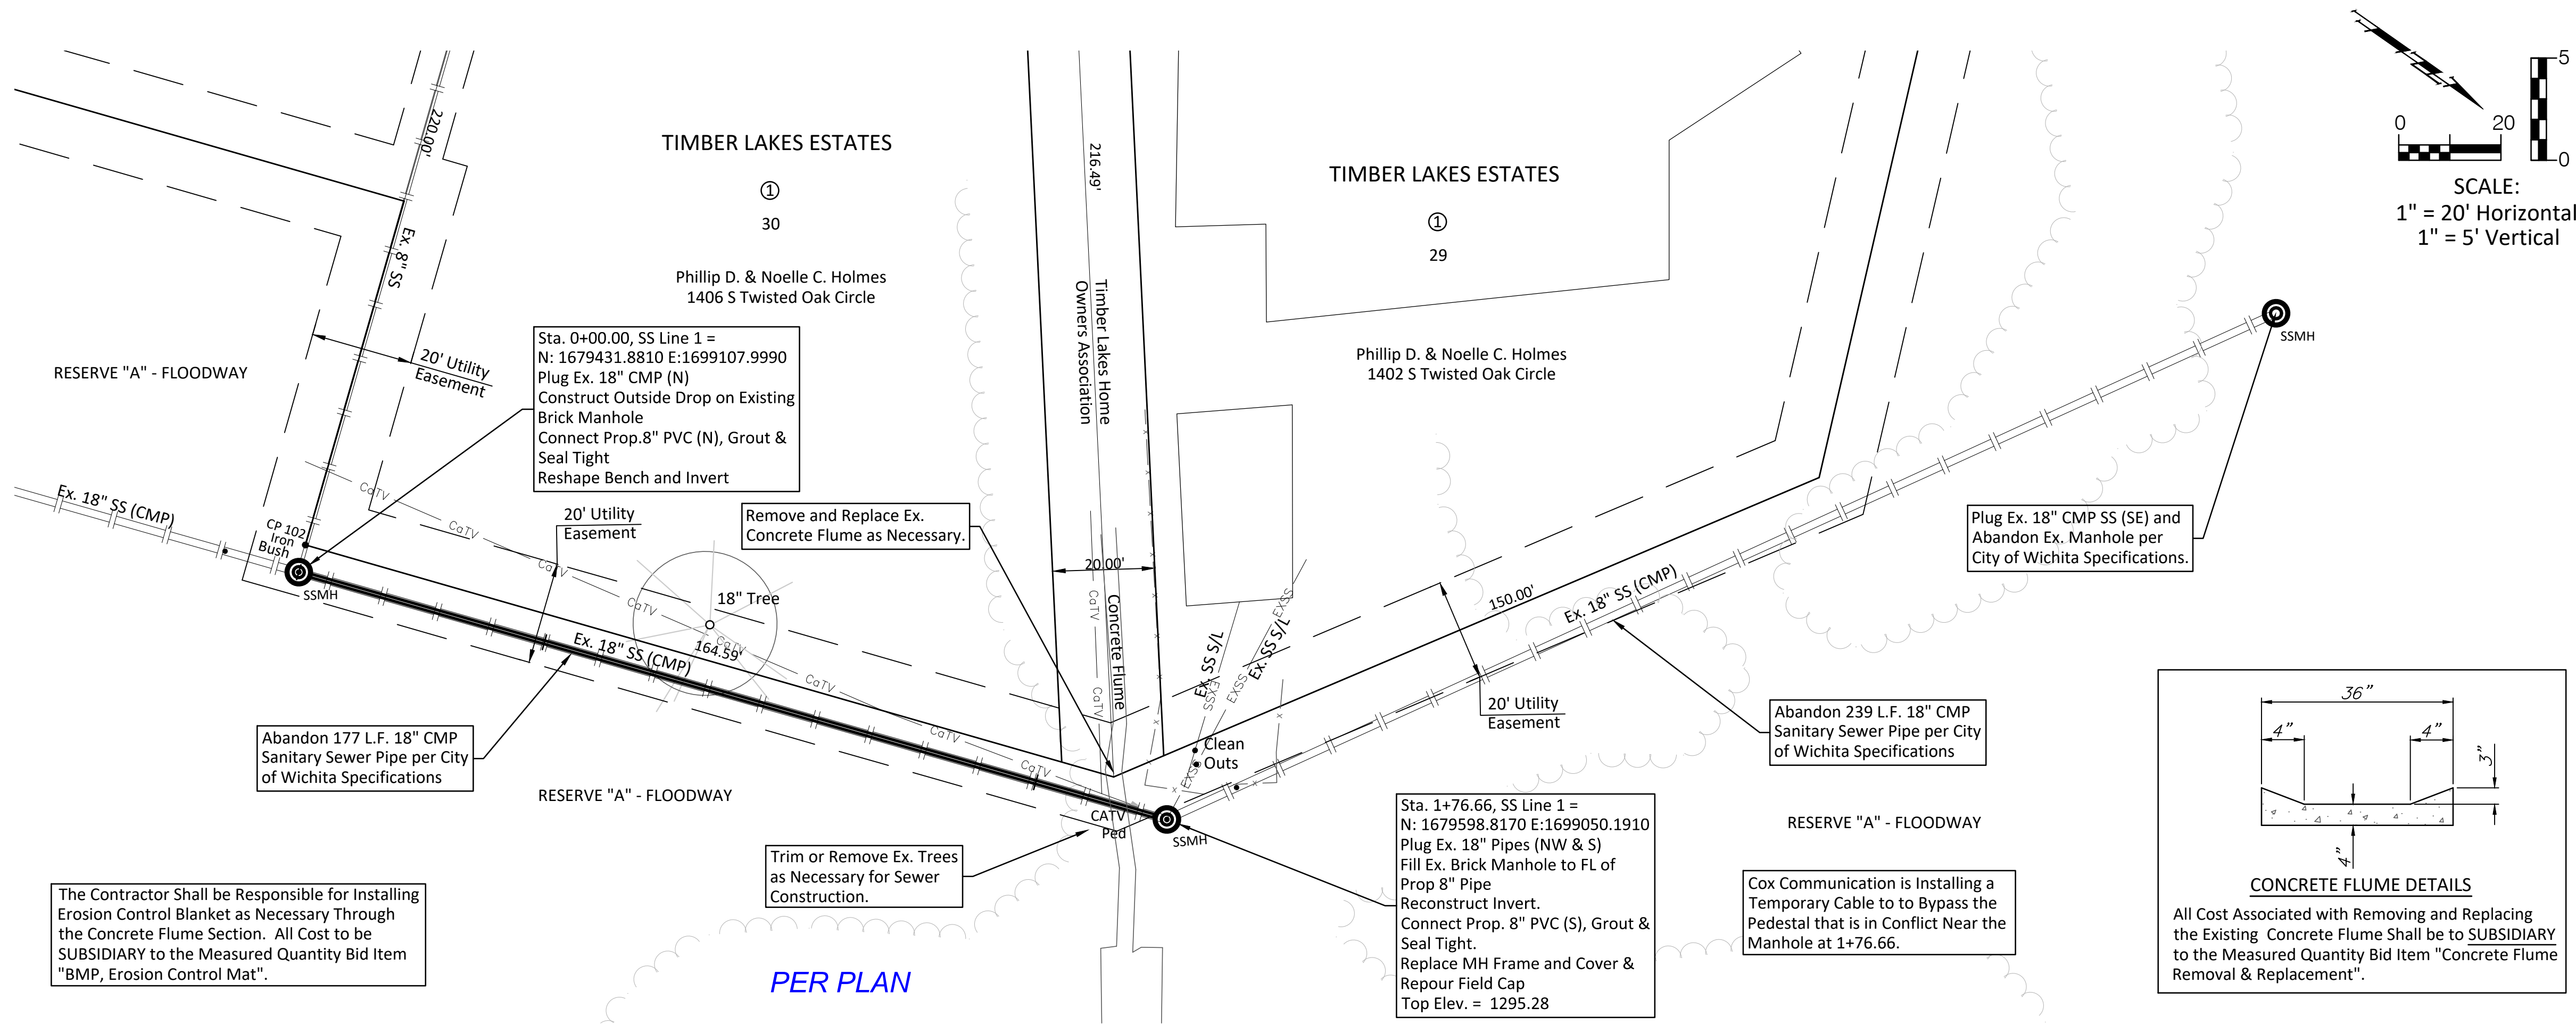 TIMBER LAKES ESTATES
1
30
Phillip D. & Noelle C. Holmes
1406 S Twisted Oak Circle
TIMBER LAKES ESTATES
1
29
Phillip D. & Noelle C. Holmes
1402 S Twisted Oak Circle
0
20
5
0
SCALE:
1" = 20' Horizontal
1" = 5' Vertical
220.00'
Ex. 8" SS
20' Utility
Easement
RESERVE "A" - FLOODWAY
Ex. 18" SS (CMP)
CP 102
Iron
Bush
SSMH
Sta. 0+00.00, SS Line 1 =
N: 1679431.8810 E:1699107.9990
Plug Ex. 18" CMP (N)
Construct Outside Drop on Existing
Brick Manhole
Connect Prop.8" PVC (N), Grout &
Seal Tight
Reshape Bench and Invert
216.49'
Timber Lakes Home
Owners Association
20' Utility
Easement
Remove and Replace Ex.
Concrete Flume as Necessary.
20.00'
CaTV
CaTV
CaTV
CaTV
CaTV
CaTV
CaTV
CaTV
CaTV
CaTV
18" Tree
Ex. 18" SS (CMP)
164.59'
Concrete Flume
Ex. SS S/L
Ex. SS S/L
EXSS
EXSS
EXSS
EXSS
Clean
Outs
150.00'
Ex. 18" SS (CMP)
20' Utility
Easement
SSMH
Plug Ex. 18" CMP SS (SE) and
Abandon Ex. Manhole per
City of Wichita Specifications.
Abandon 177 L.F. 18" CMP
Sanitary Sewer Pipe per City
of Wichita Specifications
RESERVE "A" - FLOODWAY
Abandon 239 L.F. 18" CMP
Sanitary Sewer Pipe per City
of Wichita Specifications
CATV
Ped
SSMH
Trim or Remove Ex. Trees
as Necessary for Sewer
Construction.
Sta. 1+76.66, SS Line 1 =
N: 1679598.8170 E:1699050.1910
Plug Ex. 18" Pipes (NW & S)
Fill Ex. Brick Manhole to FL of
Prop 8" Pipe
Reconstruct Invert.
Connect Prop. 8" PVC (S), Grout &
Seal Tight.
Replace MH Frame and Cover &
Repour Field Cap
Top Elev. = 1295.28
RESERVE "A" - FLOODWAY
Cox Communication is Installing a
Temporary Cable to to Bypass the
Pedestal that is in Conflict Near the
Manhole at 1+76.66.
The Contractor Shall be Responsible for Installing
Erosion Control Blanket as Necessary Through
the Concrete Flume Section. All Cost to be
SUBSIDIARY to the Measured Quantity Bid Item
"BMP, Erosion Control Mat".
PER PLAN
36"
4"
4"
3"
4"
CONCRETE FLUME DETAILS
All Cost Associated with Removing and Replacing
the Existing Concrete Flume Shall be to SUBSIDIARY
to the Measured Quantity Bid Item "Concrete Flume
Removal & Replacement".